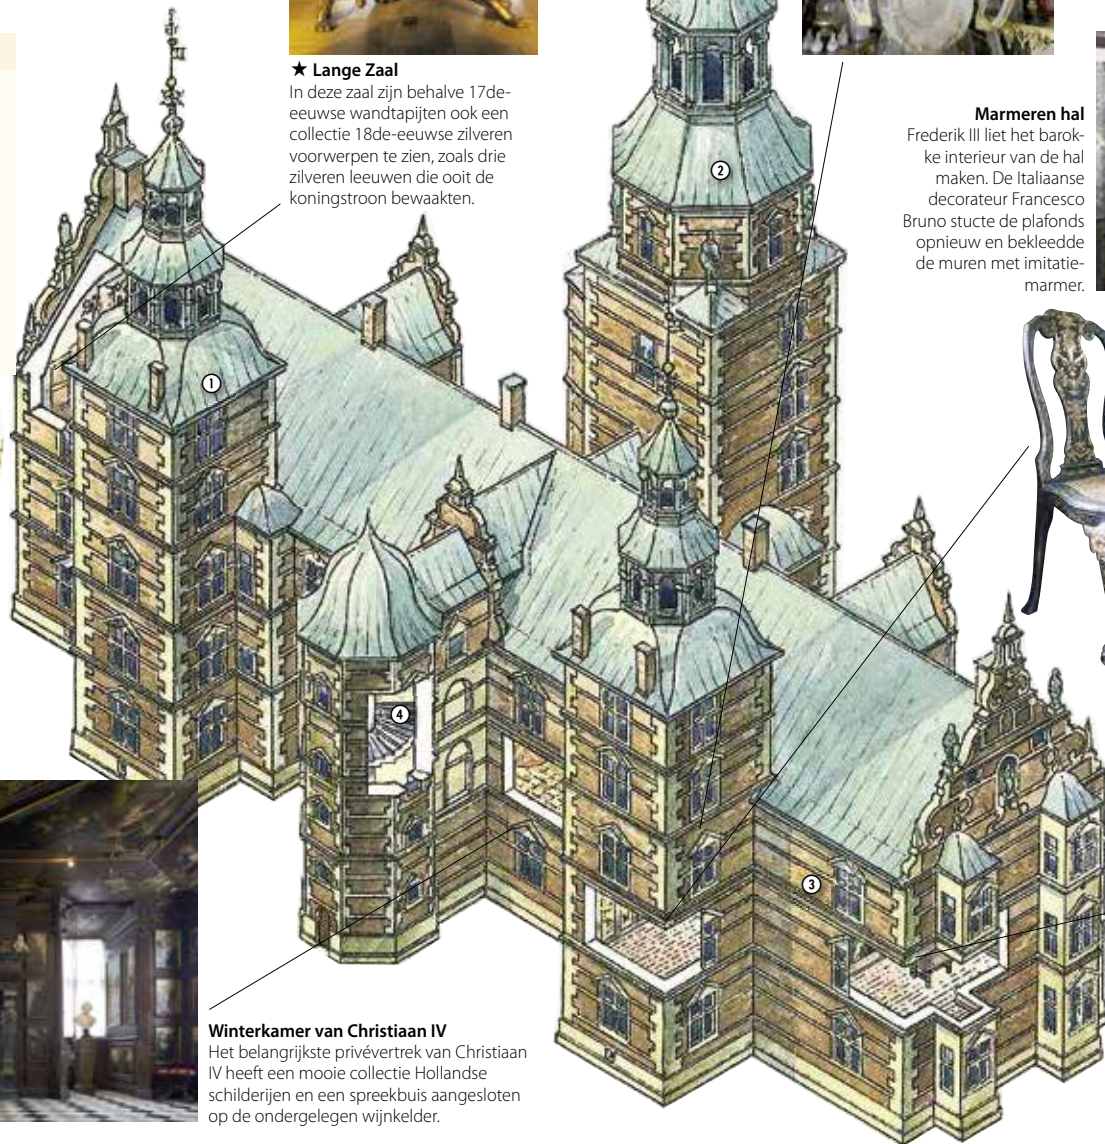 ★ Lange Zaal
In deze zaal zijn behalve 17de-
eeuwse wandtapijten ook een
collectie 18de-eeuwse zilveren
voorwerpen te zien, zoals drie
zilveren leeuwen die ooit de
koningstroon bewaakten.
Marmeren hal
Frederik III liet het barok-
ke interieur van de hal
maken. De Italiaanse
decorateur Francesco
Bruno stucte de plafonds
opnieuw en bekleedde
de muren met imitatie-
marmer.
2
1
4
3
Winterkamer van Christiaan IV
Het belangrijkste privévertrek van Christiaan
IV heeft een mooie collectie Hollandse
schilderijen en een spreekbuis aangesloten
op de ondergelegen wijnkelder.